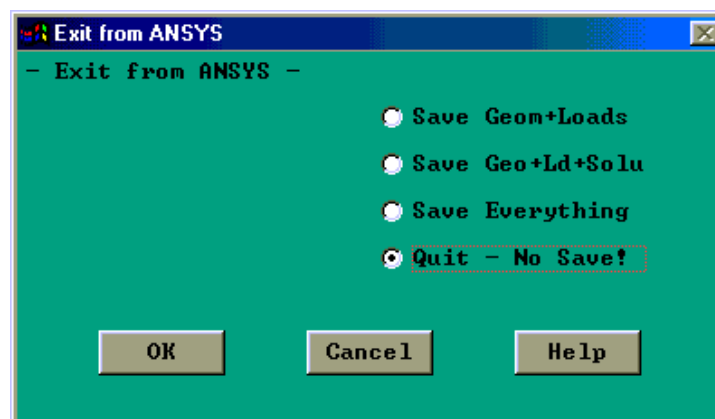 Exit from ANSYS
- Exit from ANSYS -
Save Geom+Loads
Save Geo+Ld+Solu
Save Everything
Quit - No Save!
OK Cancel Help